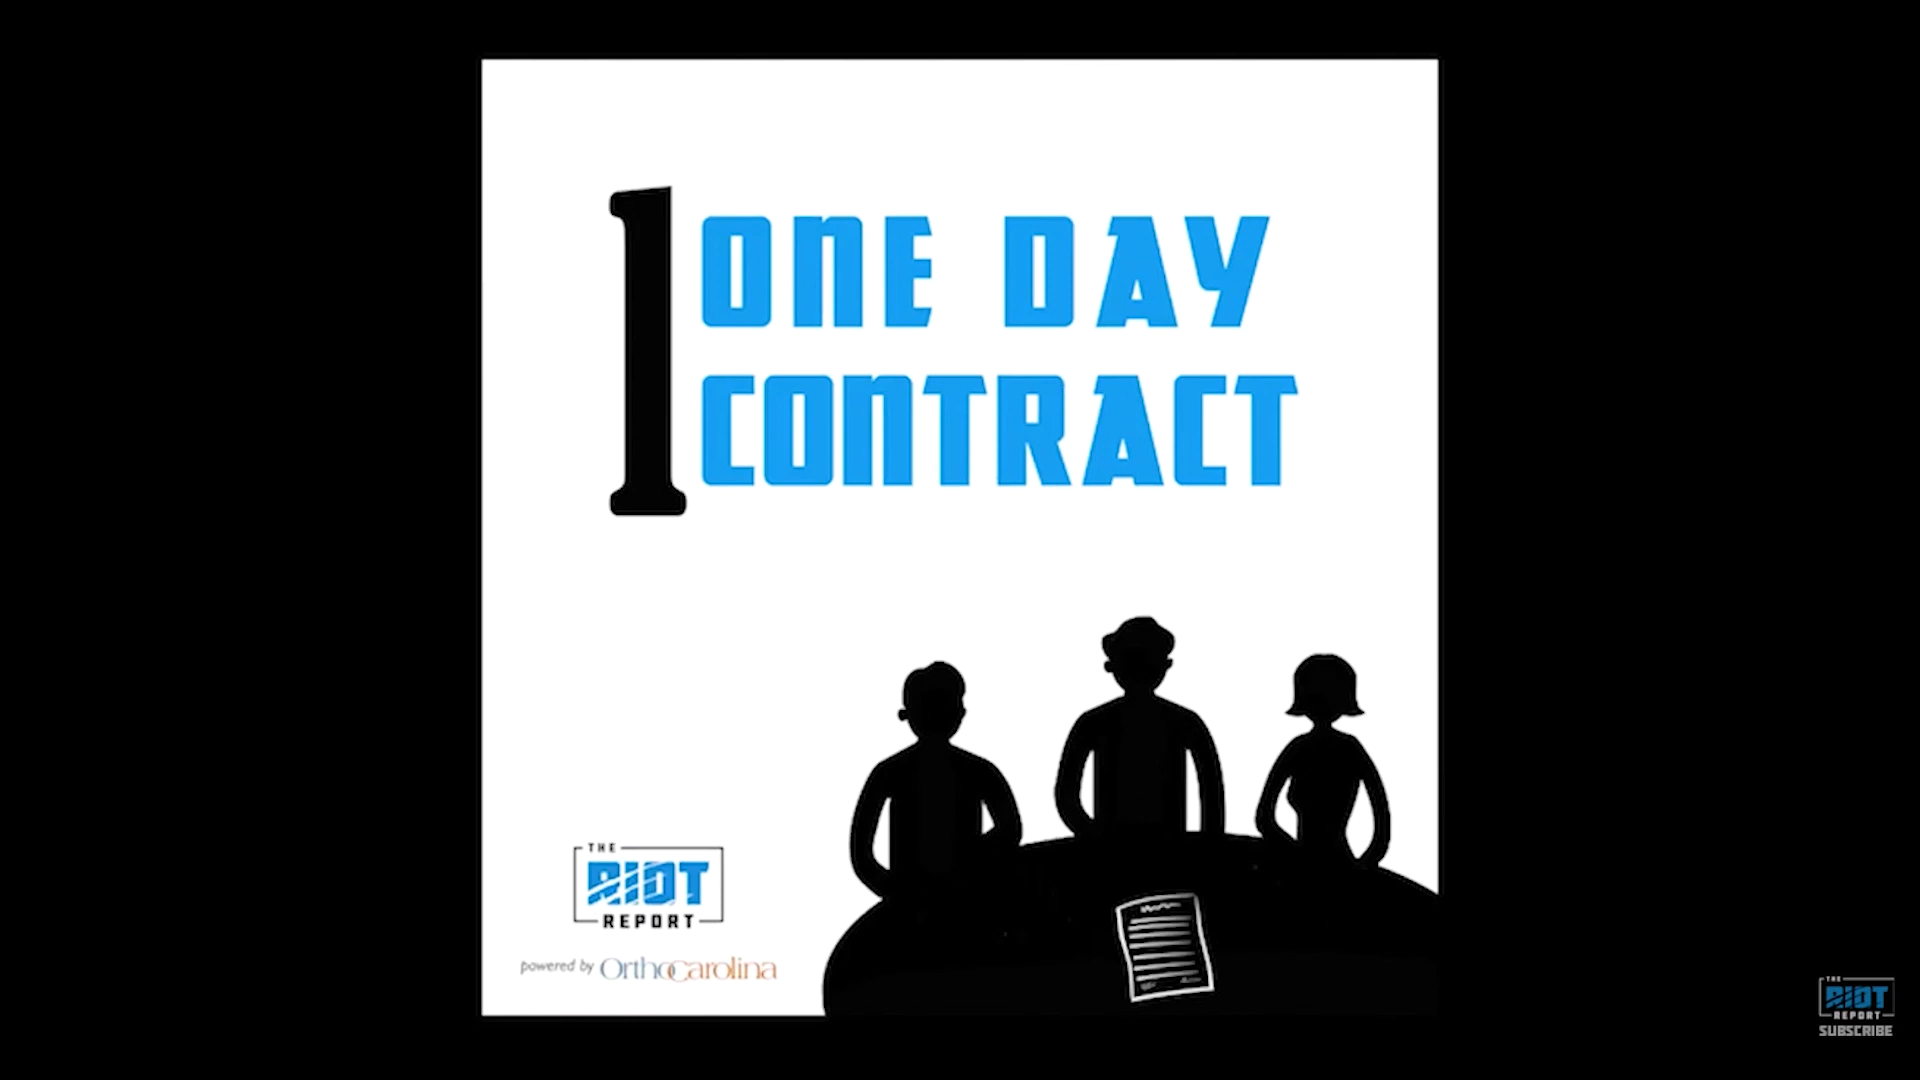 1
ONE DAY
CONTRACT
THE
RIOT
REPORT
powered by OrthoCarolina
THE
RIOT
REPORT
SUBSCRIBE